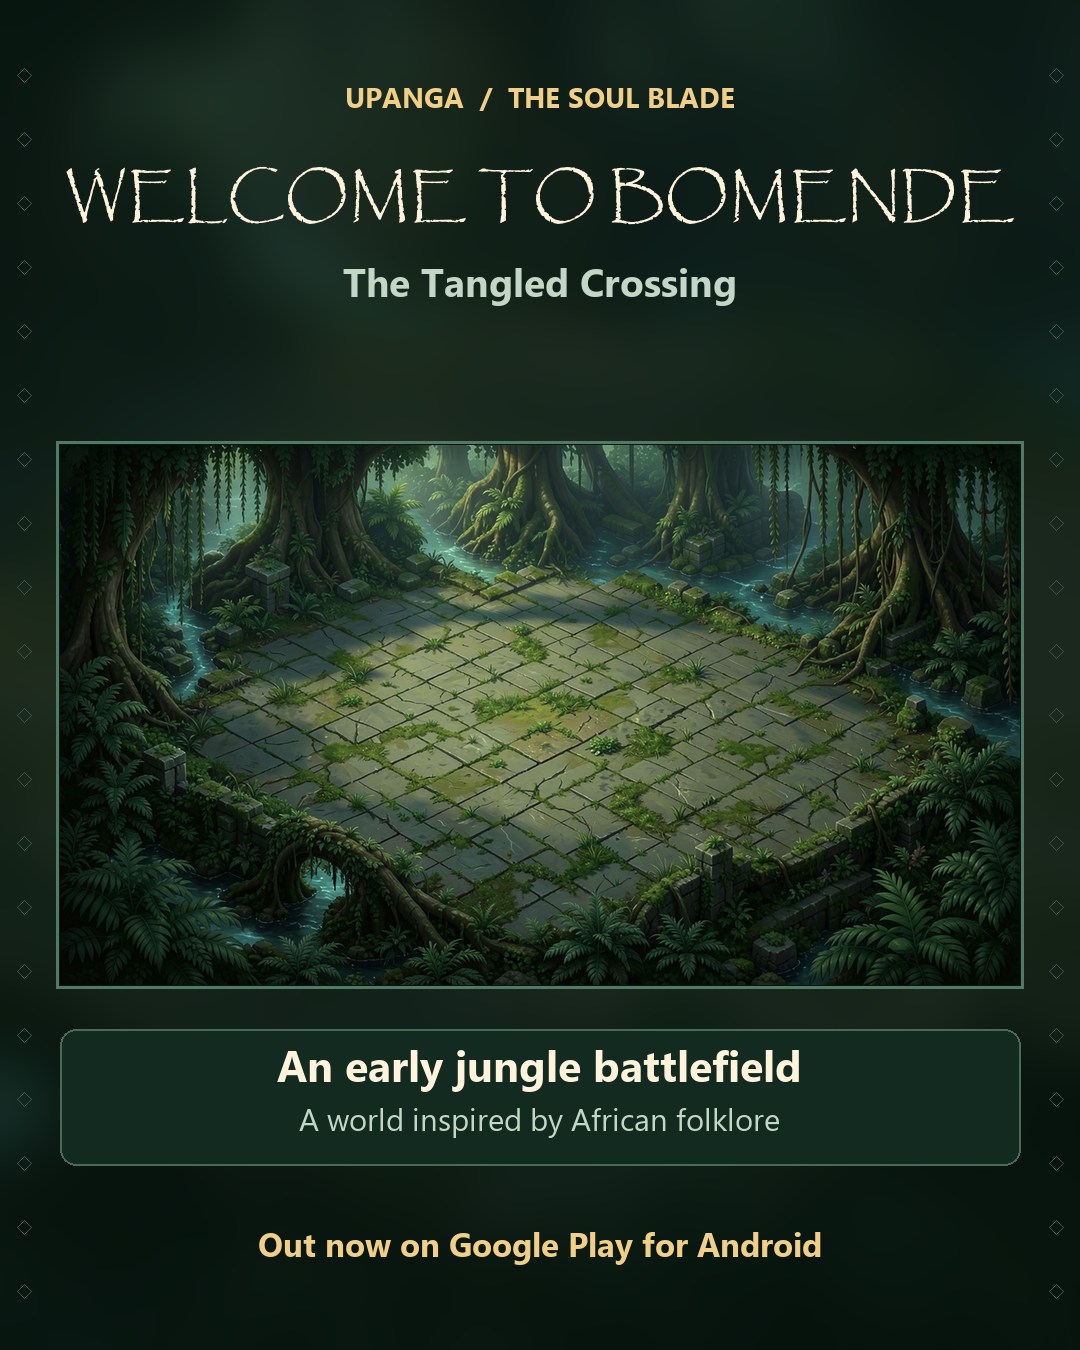 UPANGA / THE SOUL BLADE
WELCOME TO BOMENDE
The Tangled Crossing
An early jungle battlefield
A world inspired by African folklore
Out now on Google Play for Android